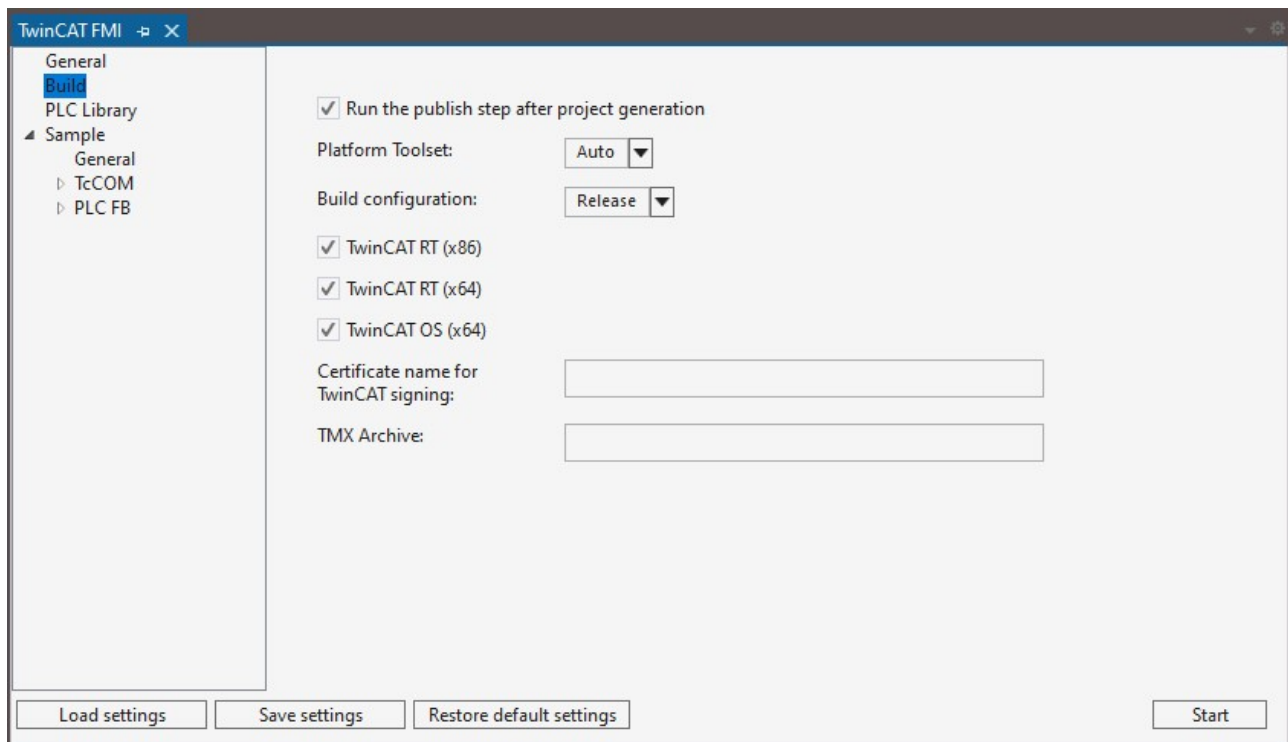 TwinCAT FMI
General
Build
PLC Library
Sample
General
TcCOM
PLC FB
Run the publish step after project generation
Platform Toolset:
Auto
Build configuration:
Release
TwinCAT RT (x86)
TwinCAT RT (x64)
TwinCAT OS (x64)
Certificate name for
TwinCAT signing:
TMX Archive:
Load settings
Save settings
Restore default settings
Start